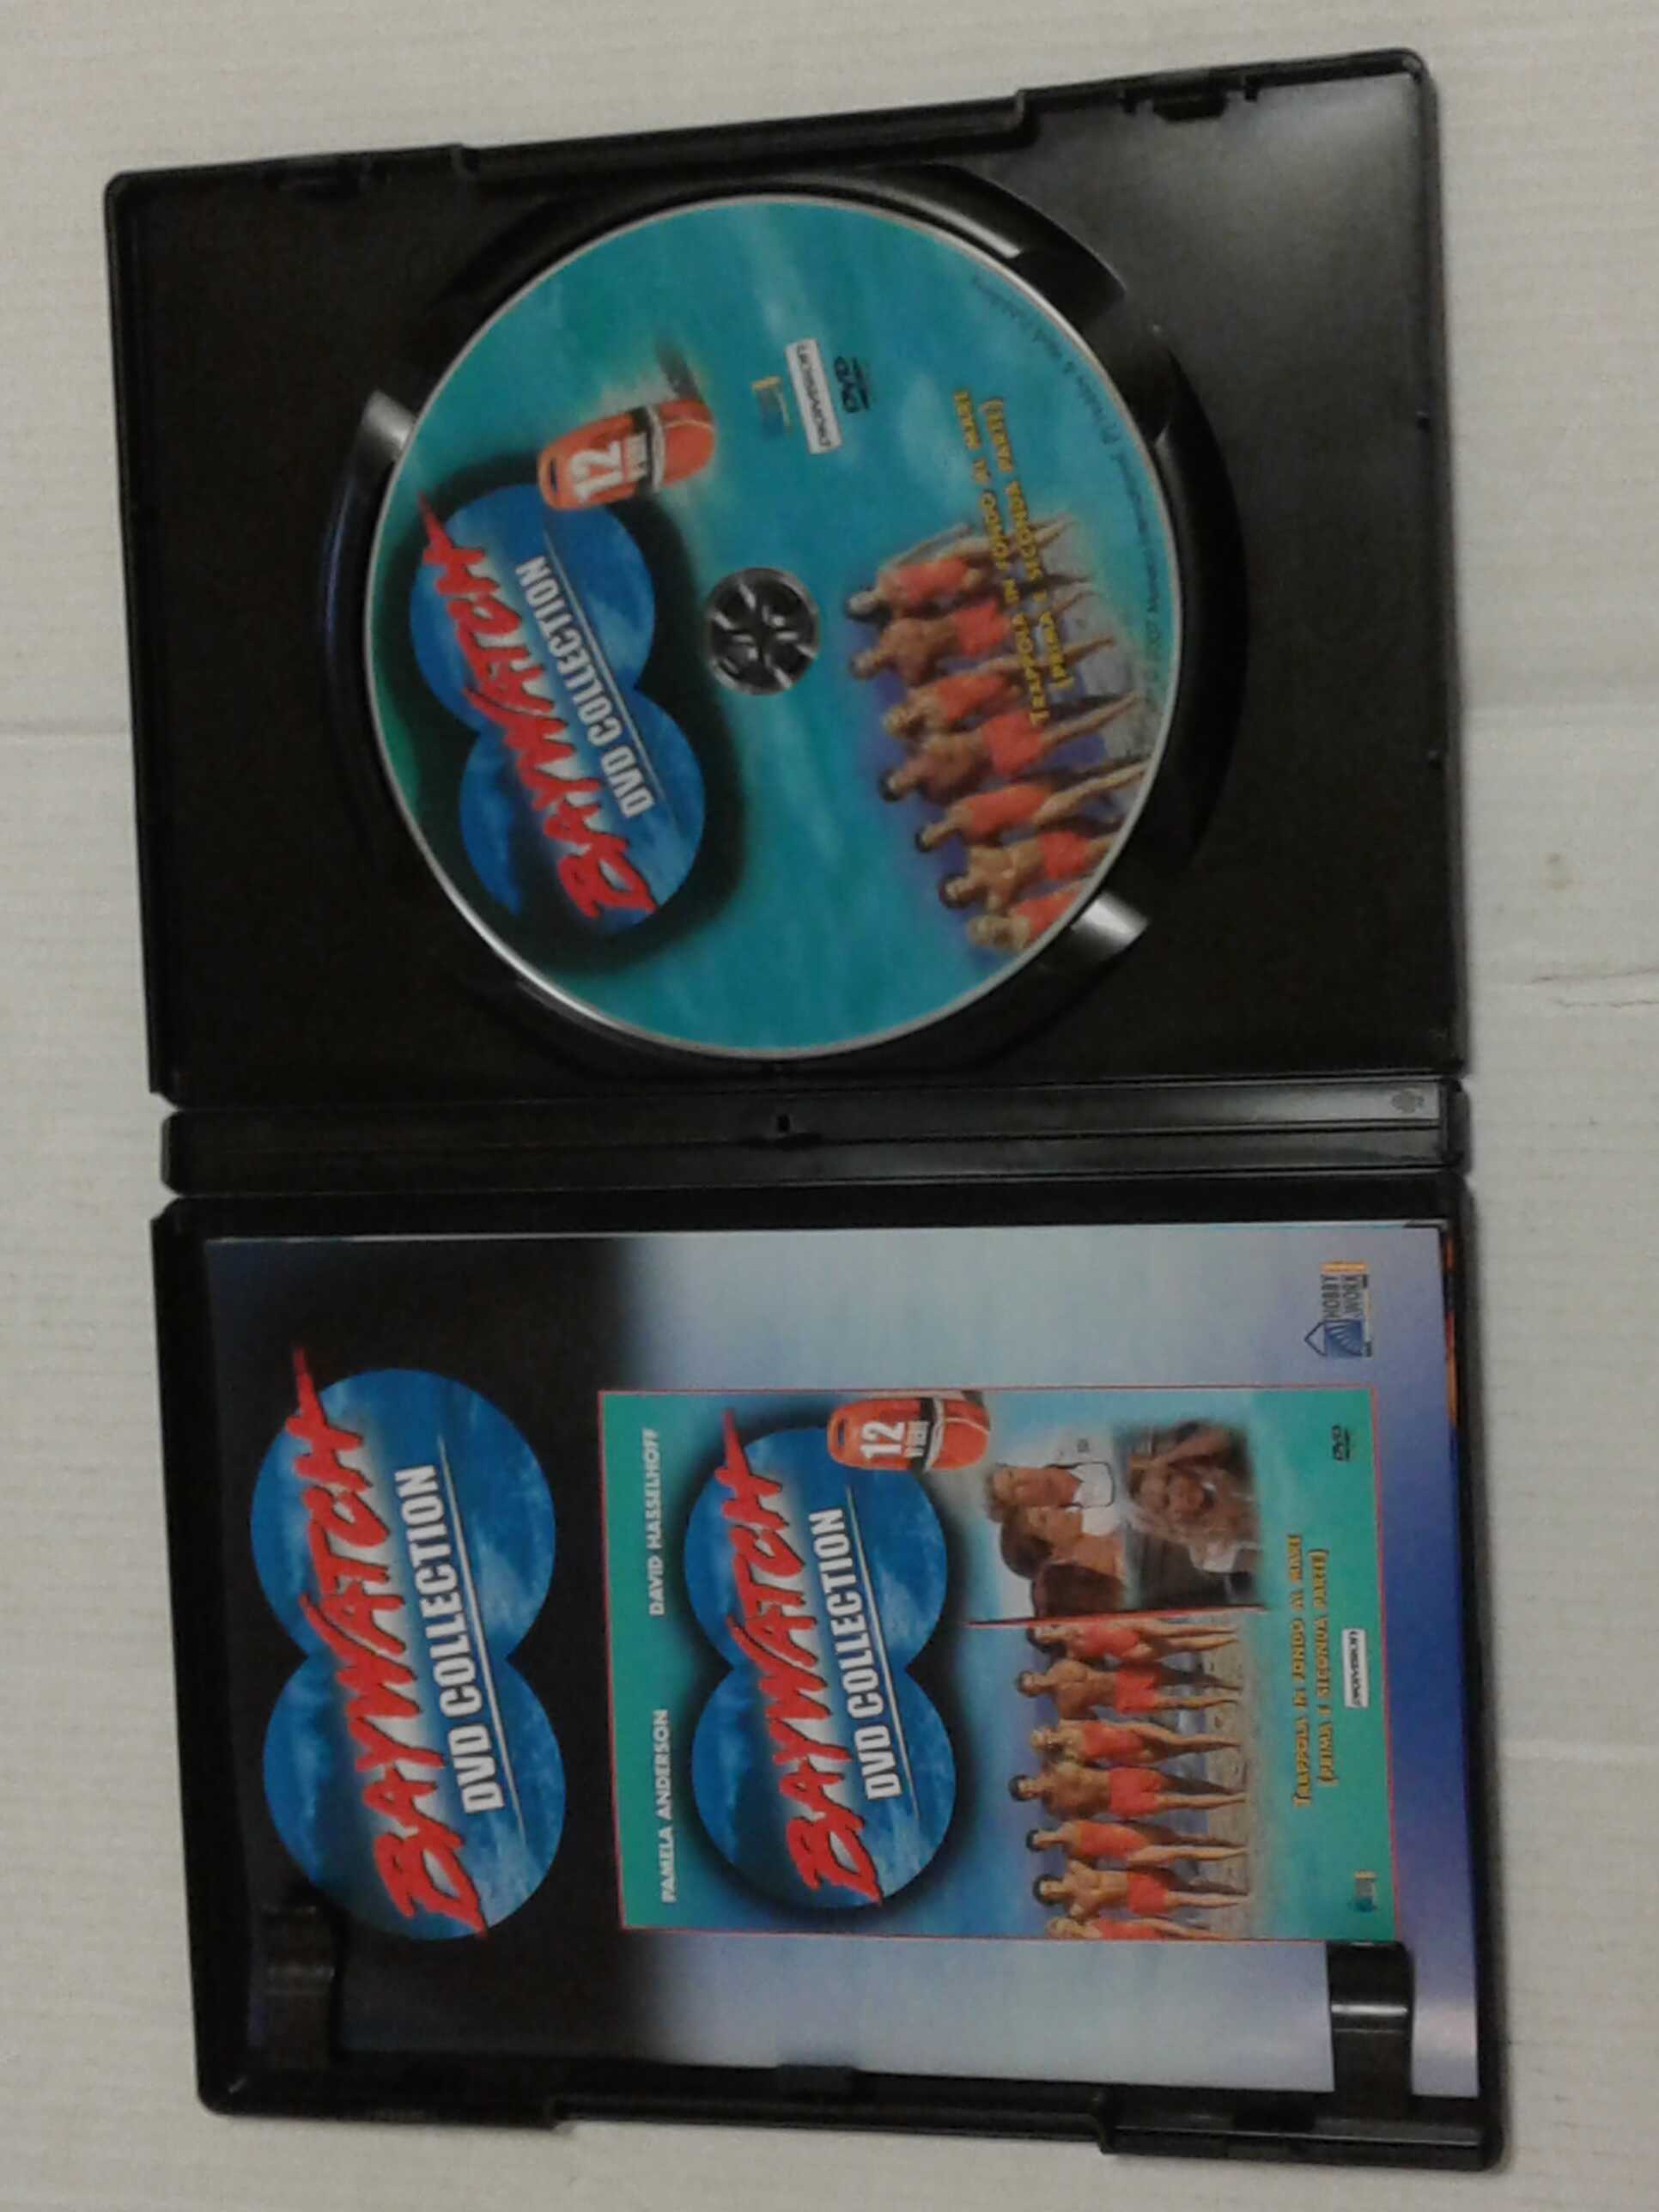 BAYWATCH
DVD COLLECTION
PAMELA ANDERSON DAVID HASSELHOFF
BAYWATCH
DVD COLLECTION
12
TRAPPOLA IN FONDO AL MARE
(PRIMA E SECONDA PARTE)
DVD
HOBBY
& WORK
BAYWATCH
DVD COLLECTION
12
DVD
TRAPPOLA IN FONDO AL MARE
(PRIMA E SECONDA PARTE)